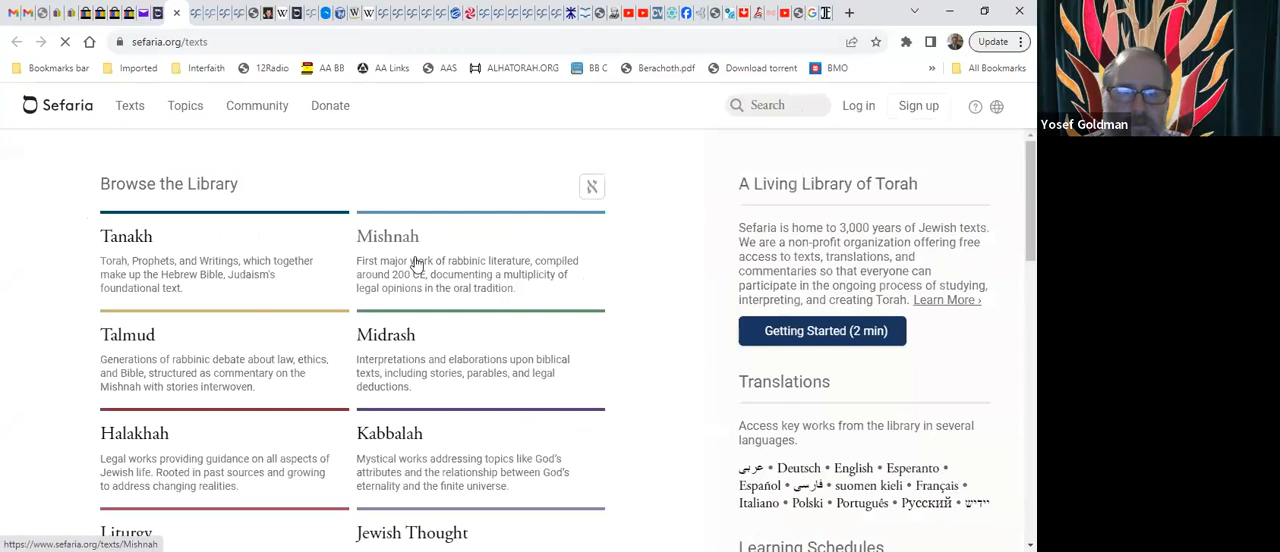 sefaria.org/texts
Update
Bookmarks bar
Imported
Interfaith
12Radio
AA BB
AA Links
AAS
ALHATORAH.ORG
BB C
Berachoth.pdf
Download torrent
BMO
»
All Bookmarks
Sefaria
Texts
Topics
Community
Donate
Search
Log in
Sign up
Yosef Goldman
Browse the Library
א
A Living Library of Torah
Tanakh
Torah, Prophets, and Writings, which together
make up the Hebrew Bible, Judaism's
foundational text.
Mishnah
First major work of rabbinic literature, compiled
around 200 CE, documenting a multiplicity of
legal opinions in the oral tradition.
Sefaria is home to 3,000 years of Jewish texts.
We are a non-profit organization offering free
access to texts, translations, and
commentaries so that everyone can
participate in the ongoing process of studying,
interpreting, and creating Torah. Learn More ›
Talmud
Generations of rabbinic debate about law, ethics,
and Bible, structured as commentary on the
Mishnah with stories interwoven.
Midrash
Interpretations and elaborations upon biblical
texts, including stories, parables, and legal
deductions.
Getting Started (2 min)
Translations
Access key works from the library in several
languages.
Halakhah
Legal works providing guidance on all aspects of
Jewish life. Rooted in past sources and growing
to address changing realities.
Kabbalah
Mystical works addressing topics like God's
attributes and the relationship between God's
eternality and the finite universe.
عربي • Deutsch • English • Esperanto •
Español • فارسی • suomen kieli • Français •
Italiano • Polski • Português • Русский • יידיש
Liturgy
Jewish Thought
Learning Schedules
https://www.sefaria.org/texts/Mishnah